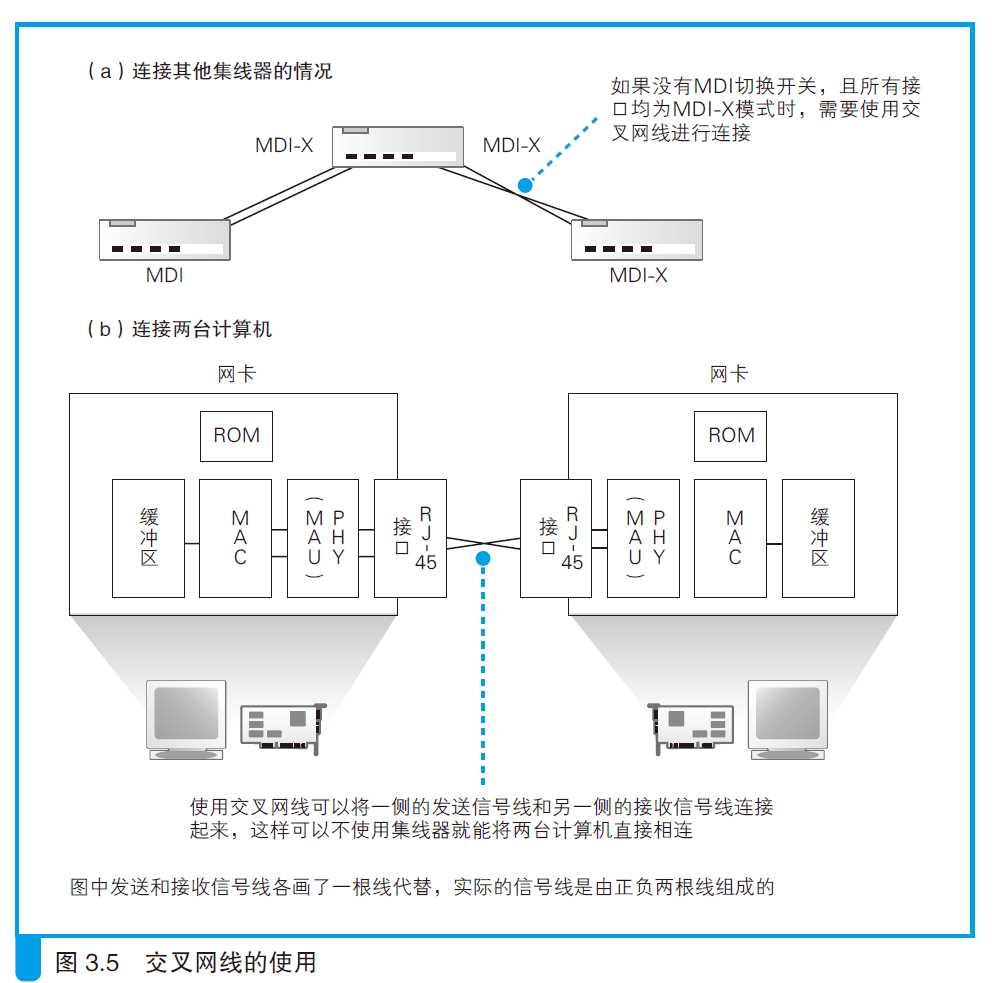 （a）连接其他集线器的情况
如果没有MDI切换开关，且所有接
口均为MDI-X模式时，需要使用交
叉网线进行连接
MDI-X
MDI-X
MDI
MDI-X
（b）连接两台计算机
网卡
网卡
ROM
ROM
缓冲区
MAC
PHY
（MAU）
RJ-45
接口
RJ-45
接口
PHY
（MAU）
MAC
缓冲区
使用交叉网线可以将一侧的发送信号线和另一侧的接收信号线连接
起来，这样可以不使用集线器就能将两台计算机直接相连
图中发送和接收信号线各画了一根线代替，实际的信号线是由正负两根线组成的
图 3.5 交叉网线的使用